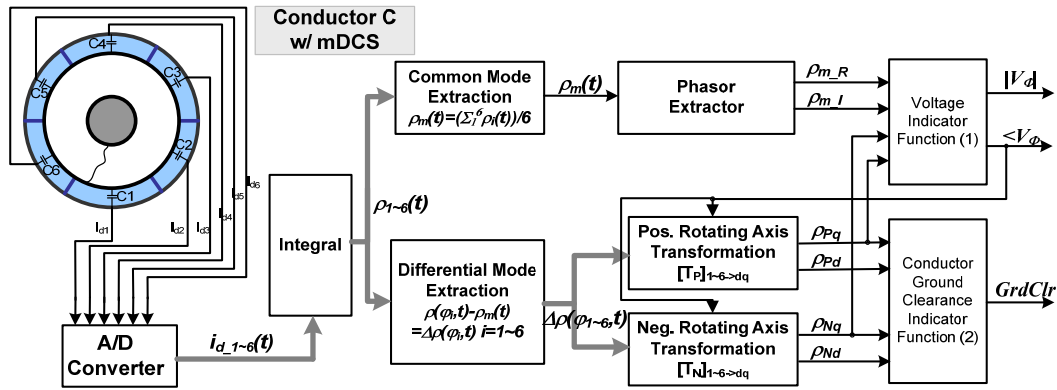 Conductor C
w/ mDCS
C4
C3
C5
C2
C6
C1
Id1
Id2
Id3
Id4
Id5
Id6
A/D
Converter
id_1~6(t)
Integral
ρ1~6(t)
Common Mode
Extraction
ρm(t)=(Σi6ρi(t))/6
ρm(t)
Phasor
Extractor
ρm_R
ρm_I
Voltage
Indicator
Function (1)
|VΦ|
<VΦ
Differential Mode
Extraction
ρ(φi,t)-ρm(t)
=Δρ(φi,t) i=1~6
Δρ(φ1~6,t)
Pos. Rotating Axis
Transformation
[TP]1~6->dq
ρPq
ρPd
Neg. Rotating Axis
Transformation
[TN]1~6->dq
ρNq
ρNd
Conductor
Ground
Clearance
Indicator
Function (2)
GrdClr